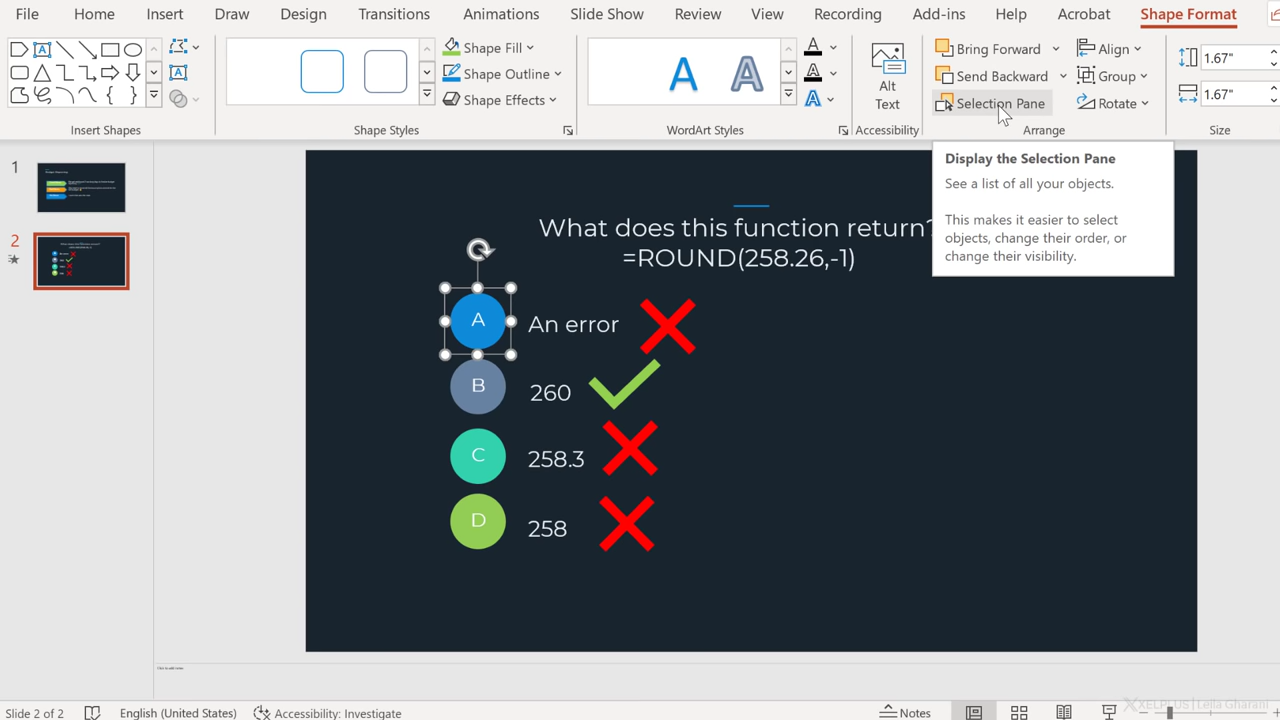 File Home Insert Draw Design Transitions Animations Slide Show Review View Recording Add-ins Help Acrobat Shape Format
Shape Fill
Shape Outline
Shape Effects
A A A
A
A
Alt
Text
Bring Forward
Send Backward
Selection Pane
Align
Group
Rotate
1.67"
1.67"
Insert Shapes
Shape Styles
WordArt Styles
Accessibility
Arrange
Size
Display the Selection Pane
See a list of all your objects.
This makes it easier to select
objects, change their order, or
change their visibility.
1
2
What does this function return?
=ROUND(258.26,-1)
A An error
B 260
C 258.3
D 258
Slide 2 of 2
English (United States)
Accessibility: Investigate
Notes
XELPLUS | Leila Gharani